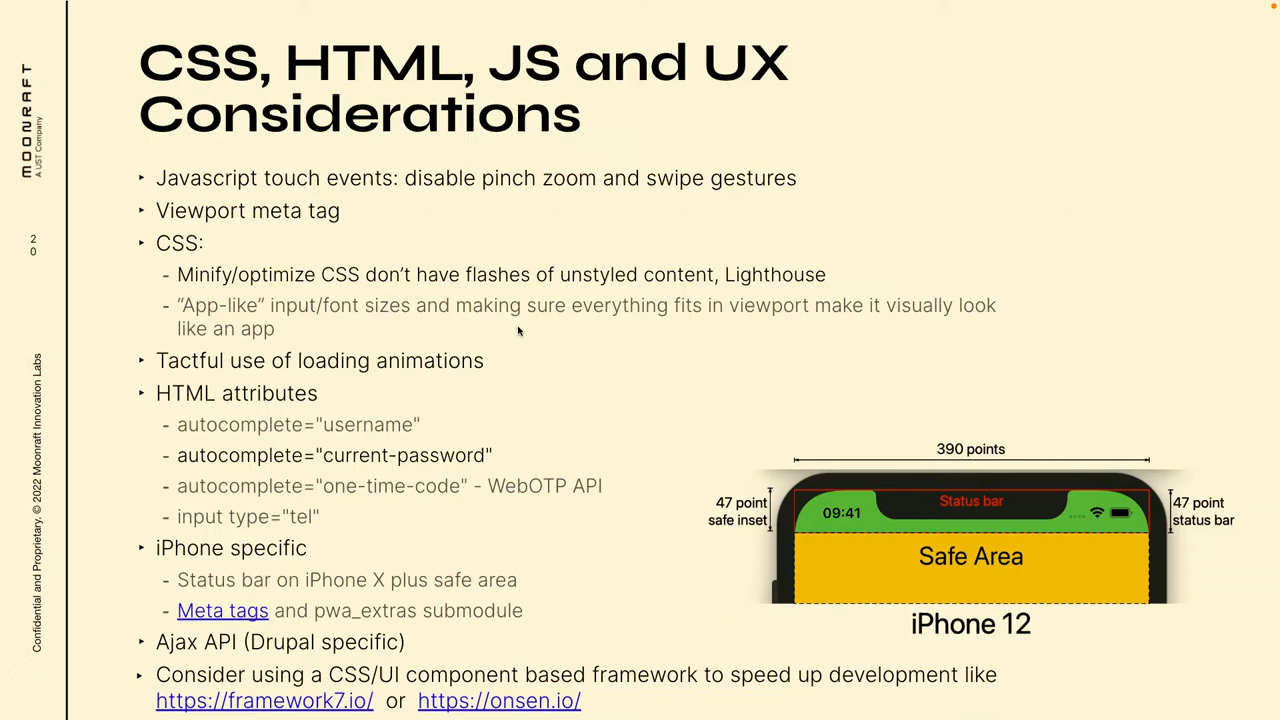 MOONRAFT
A UST Company
2
0
Confidential and Proprietary. © 2022 Moonraft Innovation Labs
CSS, HTML, JS and UX
Considerations
‣ Javascript touch events: disable pinch zoom and swipe gestures
‣ Viewport meta tag
‣ CSS:
- Minify/optimize CSS don’t have flashes of unstyled content, Lighthouse
- “App-like” input/font sizes and making sure everything fits in viewport make it visually look
like an app
‣ Tactful use of loading animations
‣ HTML attributes
- autocomplete="username"
- autocomplete="current-password"
- autocomplete="one-time-code" - WebOTP API
- input type="tel"
‣ iPhone specific
- Status bar on iPhone X plus safe area
- Meta tags and pwa_extras submodule
‣ Ajax API (Drupal specific)
‣ Consider using a CSS/UI component based framework to speed up development like
https://framework7.io/ or https://onsen.io/
390 points
47 point
safe inset
09:41
Status bar
47 point
status bar
Safe Area
iPhone 12